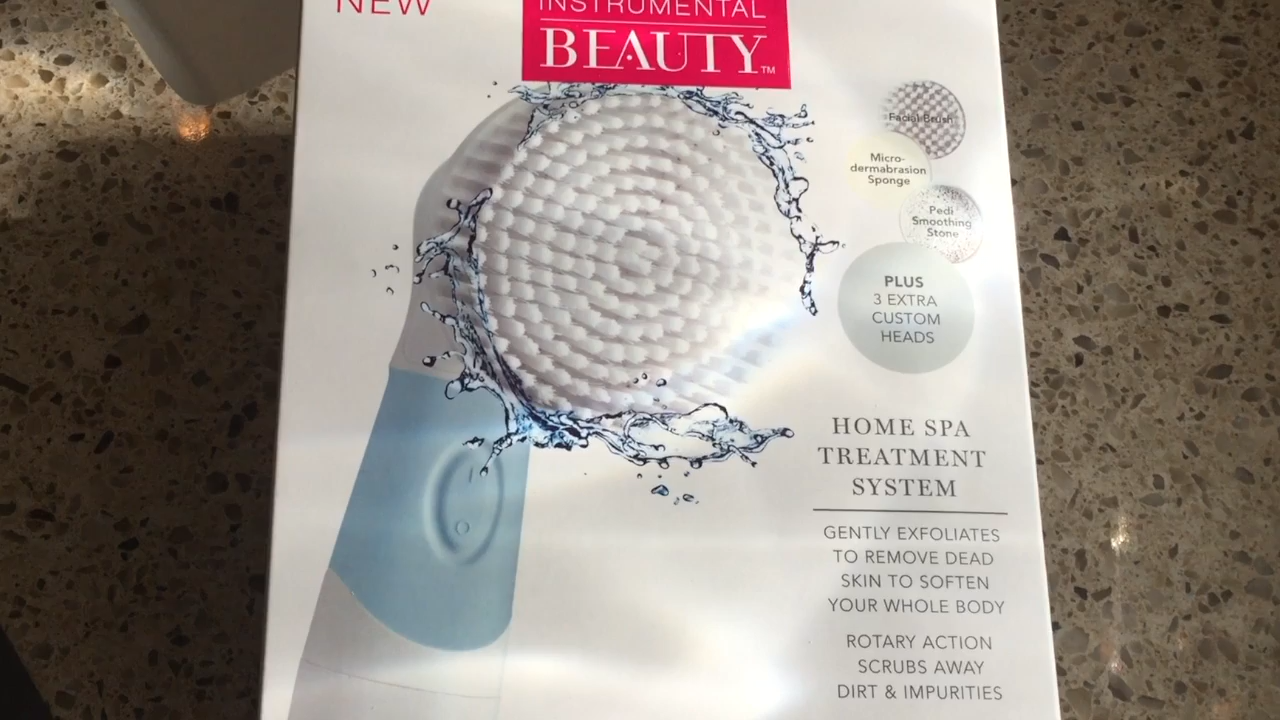 NEW
INSTRUMENTAL
BEAUTY™
Facial Brush
Micro-
dermabrasion
Sponge
Pedi
Smoothing
Stone
PLUS
3 EXTRA
CUSTOM
HEADS
HOME SPA
TREATMENT
SYSTEM
GENTLY EXFOLIATES
TO REMOVE DEAD
SKIN TO SOFTEN
YOUR WHOLE BODY
ROTARY ACTION
SCRUBS AWAY
DIRT & IMPURITIES